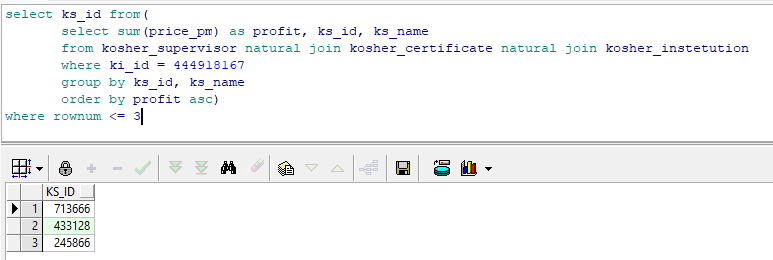 select ks_id from(
select sum(price_pm) as profit, ks_id, ks_name
from kosher_supervisor natural join kosher_certificate natural join kosher_instetution
where ki_id = 444918167
group by ks_id, ks_name
order by profit asc)
where rownum <= 3
KS_ID
1 713666
2 433128
3 245866